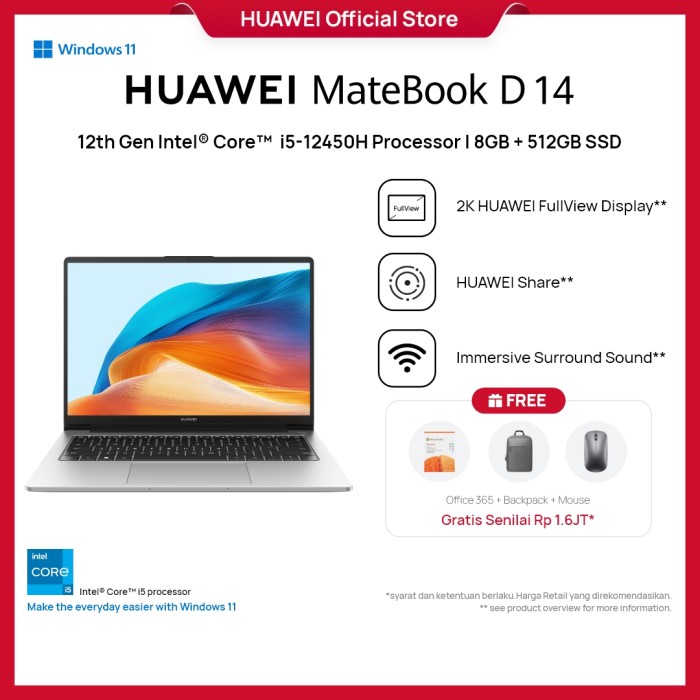 HUAWEI Official Store
Windows 11
HUAWEI MateBook D 14
12th Gen Intel® Core™ i5-12450H Processor | 8GB + 512GB SSD
FullView
2K HUAWEI FullView Display**
HUAWEI Share**
Immersive Surround Sound**
HUAWEI
FREE
Office 365 + Backpack + Mouse
Gratis Senilai Rp 1.6JT*
intel
CORE
i5
Intel® Core™ i5 processor
Make the everyday easier with Windows 11
*syarat dan ketentuan berlaku.Harga Retail yang direkomendasikan.
** see product overview for more information.